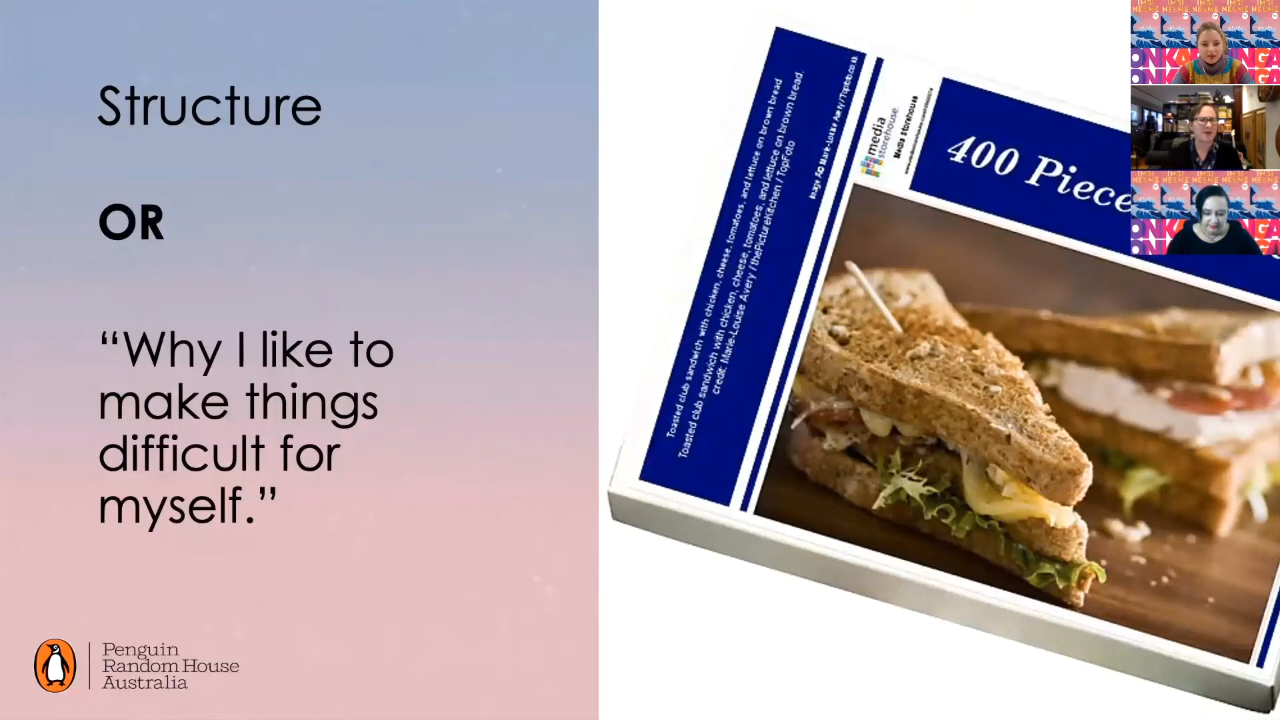 Structure
OR
“Why I like to
make things
difficult for
myself.”
Penguin
Random House
Australia
Toasted club sandwich with chicken, cheese, tomatoes, and lettuce on brown bread
Toasted club sandwich with chicken, cheese, tomatoes, and lettuce on brown bread.
credit: Marie-Louise Avery / thePictureKitchen / TopFoto
media
storehouse
Media Storehouse
400 Piece